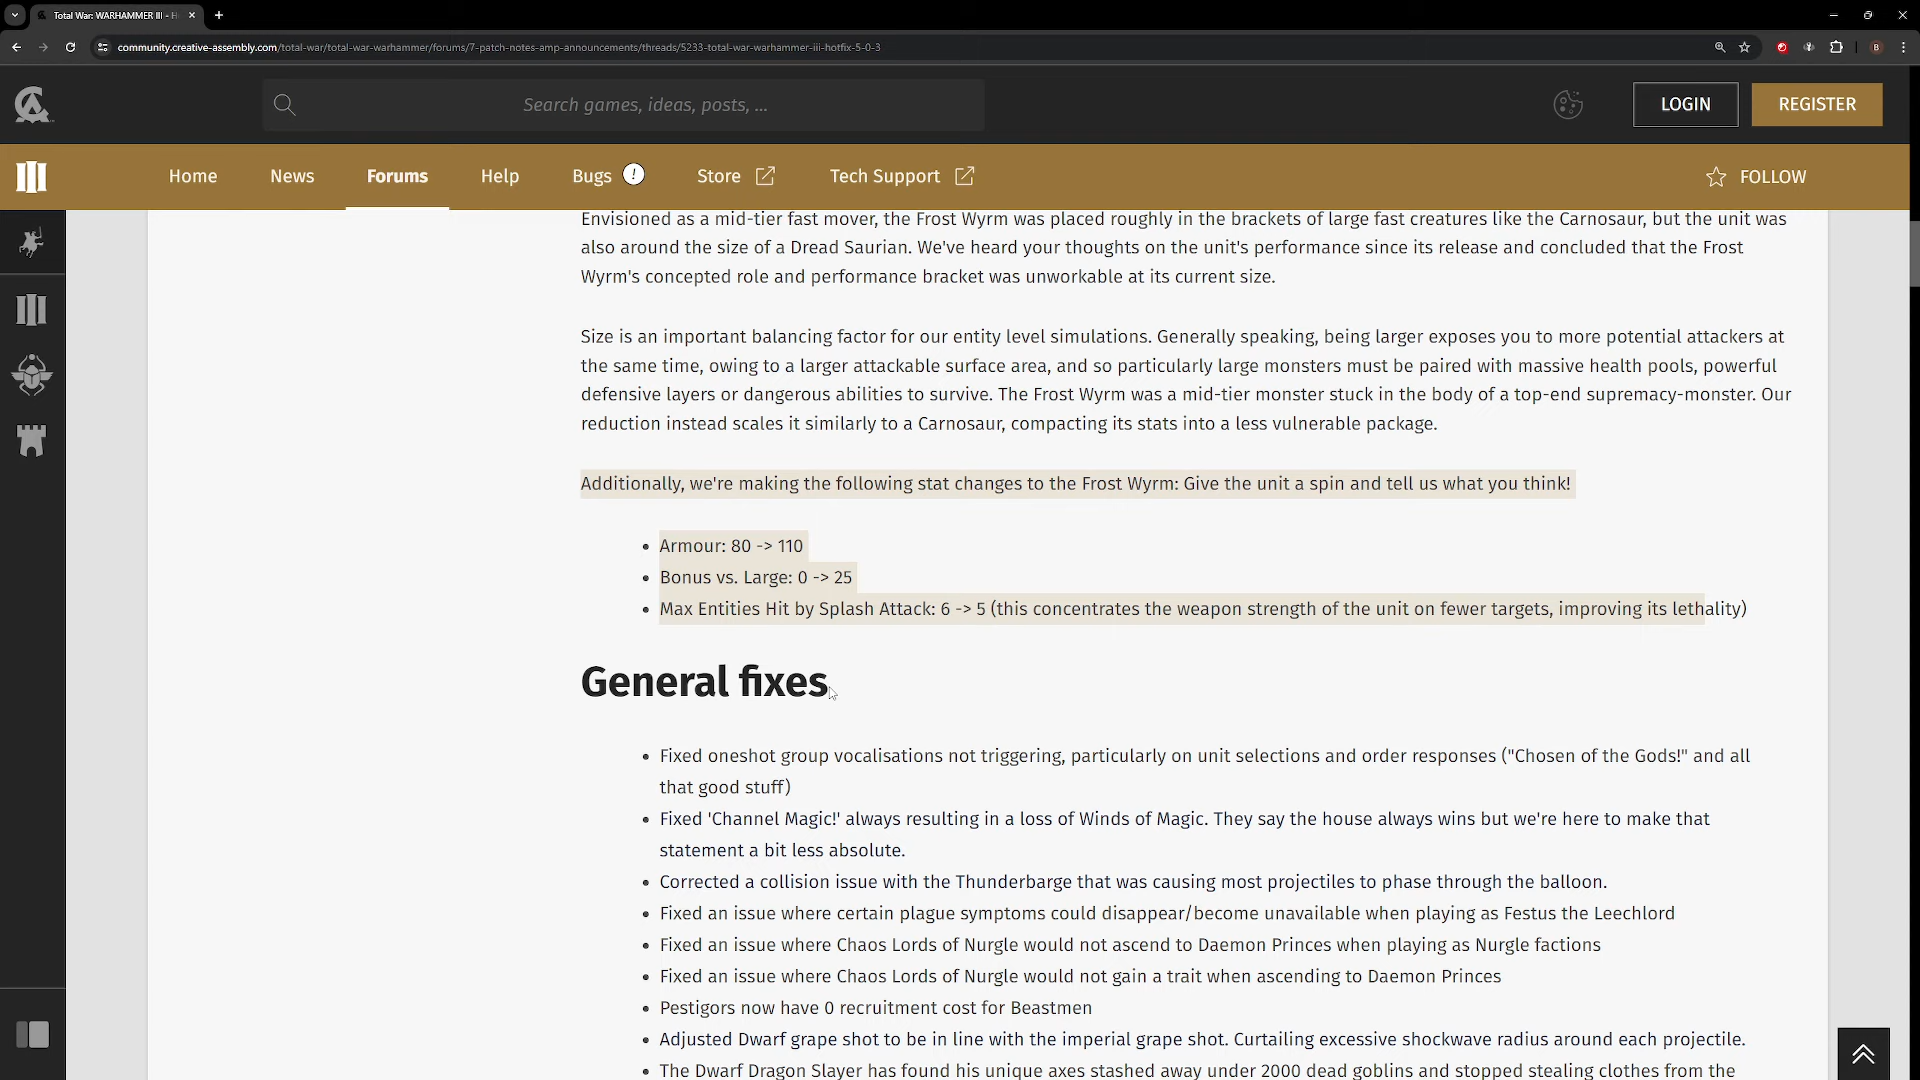 Total War: WARHAMMER III - H
community.creative-assembly.com/total-war/total-war-warhammer/forums/7-patch-notes-amp-announcements/threads/5233-total-war-warhammer-iii-hotfix-5-0-3
B
Search games, ideas, posts, ...
LOGIN
REGISTER
Home
News
Forums
Help
Bugs
!
Store
Tech Support
FOLLOW
Envisioned as a mid-tier fast mover, the Frost Wyrm was placed roughly in the brackets of large fast creatures like the Carnosaur, but the unit was
also around the size of a Dread Saurian. We've heard your thoughts on the unit's performance since its release and concluded that the Frost
Wyrm's concepted role and performance bracket was unworkable at its current size.
Size is an important balancing factor for our entity level simulations. Generally speaking, being larger exposes you to more potential attackers at
the same time, owing to a larger attackable surface area, and so particularly large monsters must be paired with massive health pools, powerful
defensive layers or dangerous abilities to survive. The Frost Wyrm was a mid-tier monster stuck in the body of a top-end supremacy-monster. Our
reduction instead scales it similarly to a Carnosaur, compacting its stats into a less vulnerable package.
Additionally, we're making the following stat changes to the Frost Wyrm: Give the unit a spin and tell us what you think!
• Armour: 80 -> 110
• Bonus vs. Large: 0 -> 25
• Max Entities Hit by Splash Attack: 6 -> 5 (this concentrates the weapon strength of the unit on fewer targets, improving its lethality)
General fixes
• Fixed oneshot group vocalisations not triggering, particularly on unit selections and order responses ("Chosen of the Gods!" and all
that good stuff)
• Fixed 'Channel Magic!' always resulting in a loss of Winds of Magic. They say the house always wins but we're here to make that
statement a bit less absolute.
• Corrected a collision issue with the Thunderbarge that was causing most projectiles to phase through the balloon.
• Fixed an issue where certain plague symptoms could disappear/become unavailable when playing as Festus the Leechlord
• Fixed an issue where Chaos Lords of Nurgle would not ascend to Daemon Princes when playing as Nurgle factions
• Fixed an issue where Chaos Lords of Nurgle would not gain a trait when ascending to Daemon Princes
• Pestigors now have 0 recruitment cost for Beastmen
• Adjusted Dwarf grape shot to be in line with the imperial grape shot. Curtailing excessive shockwave radius around each projectile.
• The Dwarf Dragon Slayer has found his unique axes stashed away under 2000 dead goblins and stopped stealing clothes from the